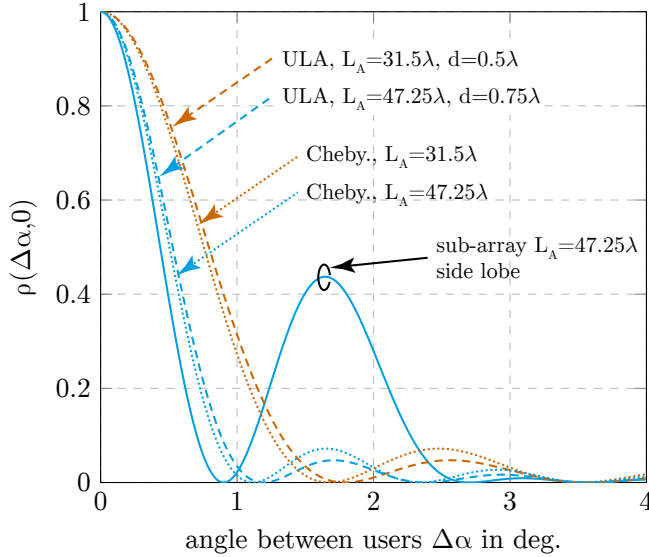 1
0.8
0.6
0.4
0.2
0
ρ(Δα,0)
ULA, L_A=31.5λ, d=0.5λ
ULA, L_A=47.25λ, d=0.75λ
Cheby., L_A=31.5λ
Cheby., L_A=47.25λ
sub-array L_A=47.25λ
side lobe
0 1 2 3 4
angle between users Δα in deg.